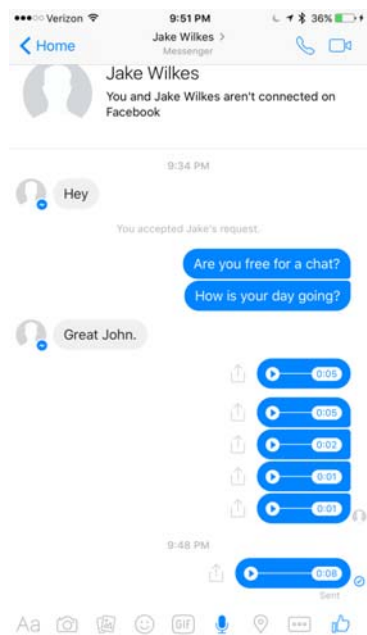 Verizon 9:51 PM 36%
Home Jake Wilkes
Messenger
Jake Wilkes
You and Jake Wilkes aren't connected on
Facebook
9:34 PM
Hey
You accepted Jake's request.
Are you free for a chat?
How is your day going?
Great John.
0:05
0:05
0:02
0:01
0:01
9:48 PM
0:08
Sent
Aa GIF